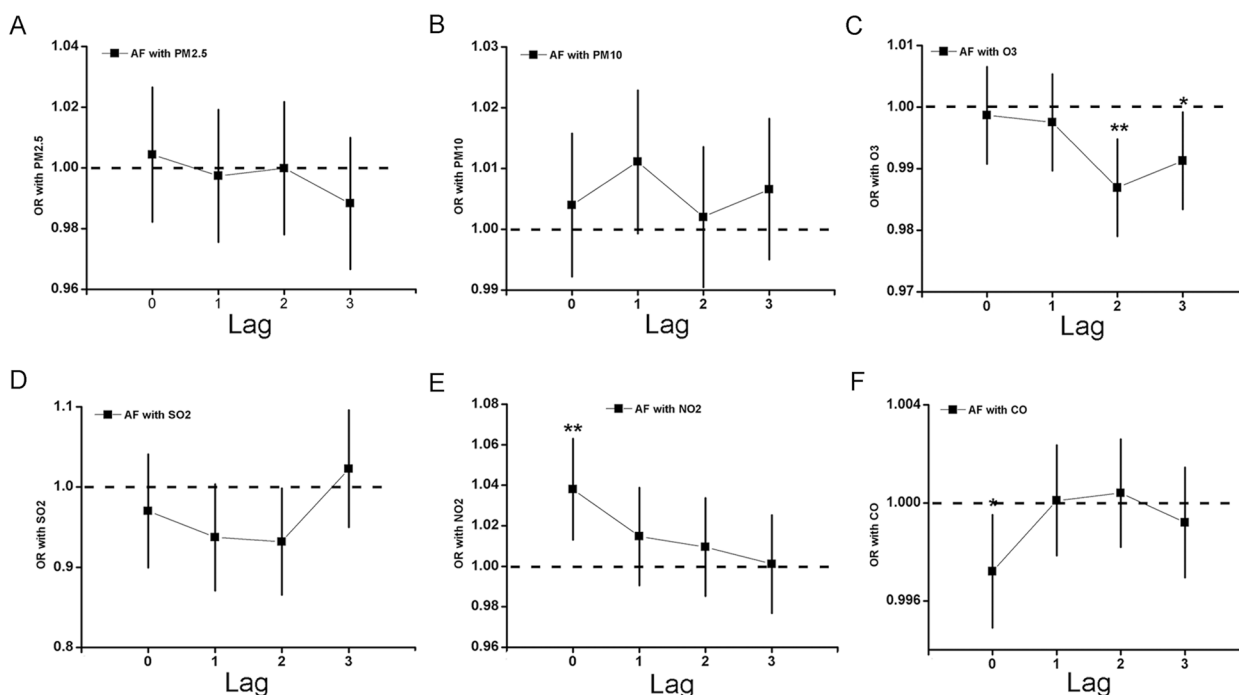 A
AF with PM2.5
1.04
1.02
1.00
0.98
0.96
OR with PM2.5
0 1 2 3
Lag
B
AF with PM10
1.03
1.02
1.01
1.00
0.99
OR with PM10
0 1 2 3
Lag
C
AF with O3
1.01
1.00
0.99
0.98
0.97
OR with O3
**
*
0 1 2 3
Lag
D
AF with SO2
1.1
1.0
0.9
0.8
OR with SO2
0 1 2 3
Lag
E
AF with NO2
1.08
1.06
1.04
1.02
1.00
0.98
0.96
OR with NO2
**
0 1 2 3
Lag
F
AF with CO
1.004
1.000
0.996
OR with CO
*
0 1 2 3
Lag